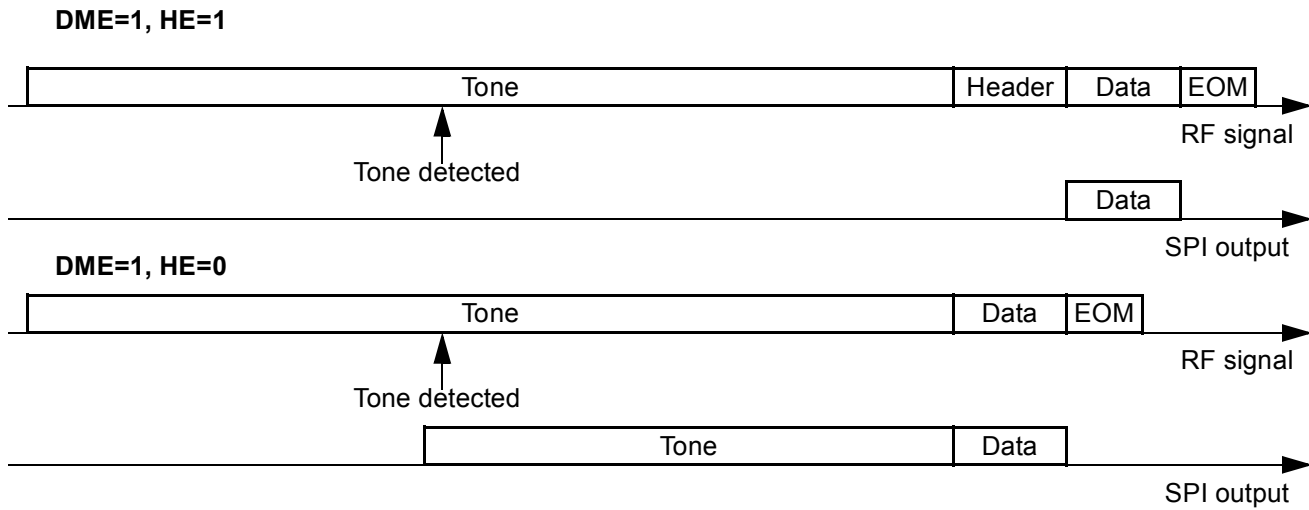 DME=1, HE=1
Tone Header Data EOM
RF signal
Tone detected
Data
SPI output
DME=1, HE=0
Tone Data EOM
RF signal
Tone detected
Tone Data
SPI output